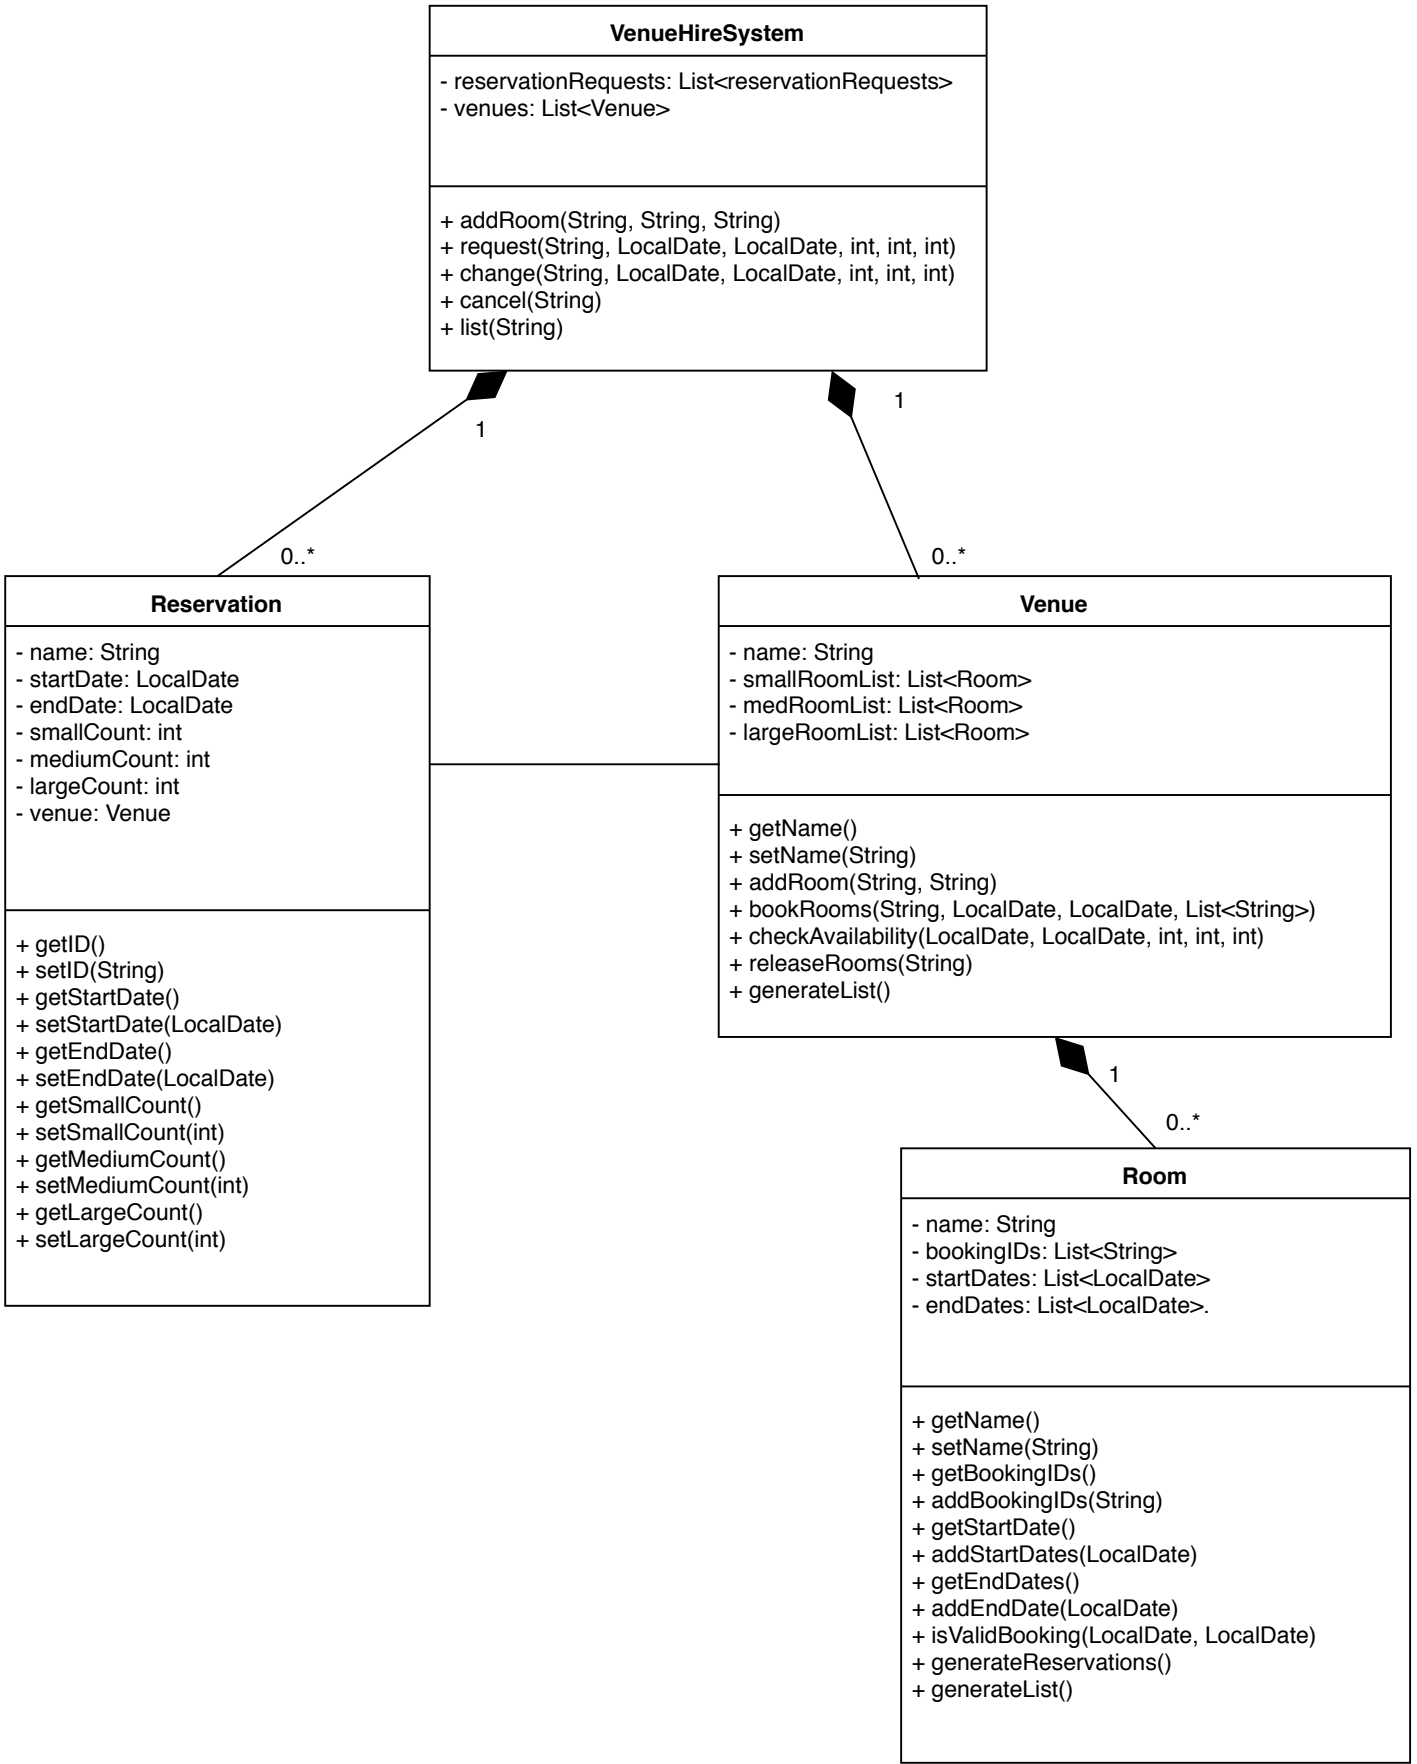 VenueHireSystem
- reservationRequests: List<reservationRequests>
- venues: List<Venue>
+ addRoom(String, String, String)
+ request(String, LocalDate, LocalDate, int, int, int)
+ change(String, LocalDate, LocalDate, int, int, int)
+ cancel(String)
+ list(String)
1
1
0..*
0..*
Reservation
- name: String
- startDate: LocalDate
- endDate: LocalDate
- smallCount: int
- mediumCount: int
- largeCount: int
- venue: Venue
+ getID()
+ setID(String)
+ getStartDate()
+ setStartDate(LocalDate)
+ getEndDate()
+ setEndDate(LocalDate)
+ getSmallCount()
+ setSmallCount(int)
+ getMediumCount()
+ setMediumCount(int)
+ getLargeCount()
+ setLargeCount(int)
Venue
- name: String
- smallRoomList: List<Room>
- medRoomList: List<Room>
- largeRoomList: List<Room>
+ getName()
+ setName(String)
+ addRoom(String, String)
+ bookRooms(String, LocalDate, LocalDate, List<String>)
+ checkAvailability(LocalDate, LocalDate, int, int, int)
+ releaseRooms(String)
+ generateList()
1
0..*
Room
- name: String
- bookingIDs: List<String>
- startDates: List<LocalDate>
- endDates: List<LocalDate>.
+ getName()
+ setName(String)
+ getBookingIDs()
+ addBookingIDs(String)
+ getStartDate()
+ addStartDates(LocalDate)
+ getEndDates()
+ addEndDate(LocalDate)
+ isValidBooking(LocalDate, LocalDate)
+ generateReservations()
+ generateList()